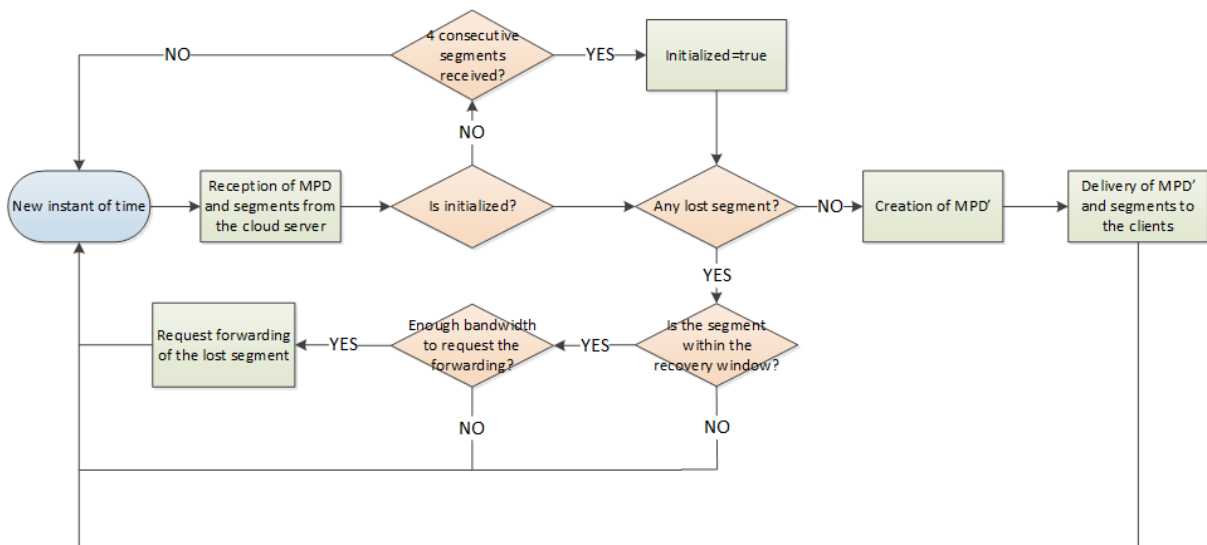 4 consecutive
segments
received?
NO
YES
Initialized=true
NO
New instant of time
Reception of MPD
and segments from
the cloud server
Is initialized?
Any lost segment?
NO
Creation of MPD'
Delivery of MPD'
and segments to
the clients
YES
Request forwarding
of the lost segment
YES
Enough bandwidth
to request the
forwarding?
YES
Is the segment
within the
recovery window?
NO
NO